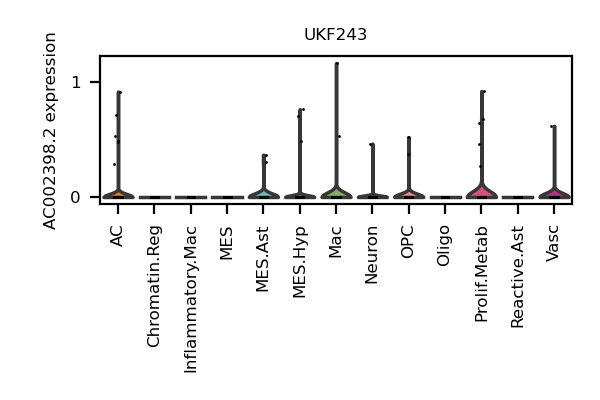 UKF243
AC002398.2 expression
1
0
AC
Chromatin.Reg
Inflammatory.Mac
MES
MES.Ast
MES.Hyp
Mac
Neuron
OPC
Oligo
Prolif.Metab
Reactive.Ast
Vasc